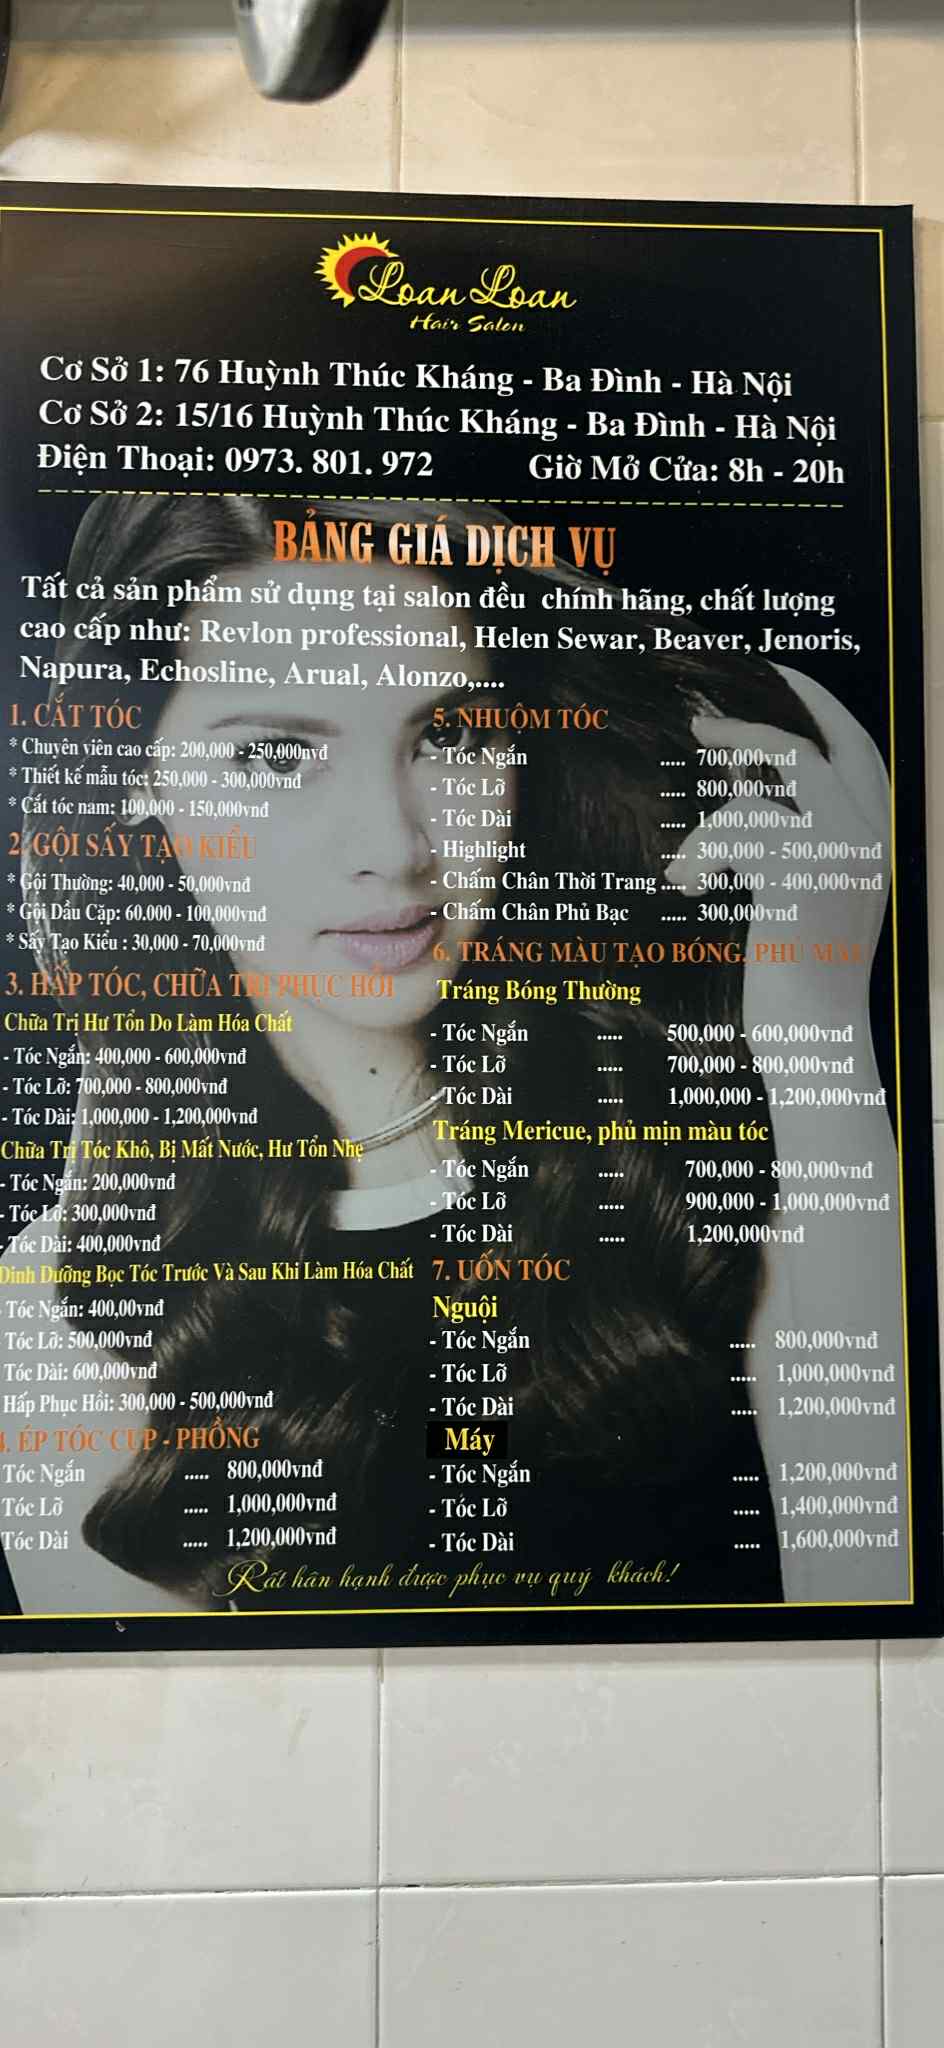 Loan Loan
Hair Salon
Cơ Sở 1: 76 Huỳnh Thúc Kháng - Ba Đình - Hà Nội
Cơ Sở 2: 15/16 Huỳnh Thúc Kháng - Ba Đình - Hà Nội
Điện Thoại: 0973. 801. 972 Giờ Mở Cửa: 8h - 20h
BẢNG GIÁ DỊCH VỤ
Tất cả sản phẩm sử dụng tại salon đều chính hãng, chất lượng
cao cấp như: Revlon professional, Helen Sewar, Beaver, Jenoris,
Napura, Echosline, Arual, Alonzo,....
1. CẮT TÓC
* Chuyên viên cao cấp: 200,000 - 250,000nvđ
* Thiết kế mẫu tóc: 250,000 - 300,000vnđ
* Cắt tóc nam: 100,000 - 150,000vnđ
2. GỘI SẤY TẠO KIỂU
* Gội Thường: 40,000 - 50,000vnđ
* Gội Dầu Cặp: 60.000 - 100,000vnđ
* Sấy Tạo Kiểu : 30,000 - 70,000vnđ
3. HẤP TÓC, CHỮA TRỊ PHỤC HỒI
Chữa Trị Hư Tổn Do Làm Hóa Chất
- Tóc Ngắn: 400,000 - 600,000vnđ
- Tóc Lỡ: 700,000 - 800,000vnđ
- Tóc Dài: 1,000,000 - 1,200,000vnđ
Chữa Trị Tóc Khô, Bị Mất Nước, Hư Tổn Nhẹ
- Tóc Ngắn: 200,000vnđ
- Tóc Lỡ: 300,000vnđ
- Tóc Dài: 400,000vnđ
Dinh Dưỡng Bọc Tóc Trước Và Sau Khi Làm Hóa Chất
Tóc Ngắn: 400,00vnđ
Tóc Lỡ: 500,000vnđ
Tóc Dài: 600,000vnđ
Hấp Phục Hồi: 300,000 - 500,000vnđ
4. ÉP TÓC CUP - PHỒNG
Tóc Ngắn ..... 800,000vnđ
Tóc Lỡ ..... 1,000,000vnđ
Tóc Dài ..... 1,200,000vnđ
5. NHUỘM TÓC
- Tóc Ngắn ..... 700,000vnđ
- Tóc Lỡ ..... 800,000vnđ
- Tóc Dài ..... 1,000,000vnđ
- Highlight ..... 300,000 - 500,000vnđ
- Chấm Chân Thời Trang ..... 300,000 - 400,000vnđ
- Chấm Chân Phủ Bạc ..... 300,000vnđ
6. TRÁNG MÀU TẠO BÓNG, PHỦ MÀU
Tráng Bóng Thường
- Tóc Ngắn ..... 500,000 - 600,000vnđ
- Tóc Lỡ ..... 700,000 - 800,000vnđ
- Tóc Dài ..... 1,000,000 - 1,200,000vnđ
Tráng Mericue, phủ mịn màu tóc
- Tóc Ngắn ..... 700,000 - 800,000vnđ
- Tóc Lỡ ..... 900,000 - 1,000,000vnđ
- Tóc Dài ..... 1,200,000vnđ
7. UỐN TÓC
Nguội
- Tóc Ngắn ..... 800,000vnđ
- Tóc Lỡ ..... 1,000,000vnđ
- Tóc Dài ..... 1,200,000vnđ
Máy
- Tóc Ngắn ..... 1,200,000vnđ
- Tóc Lỡ ..... 1,400,000vnđ
- Tóc Dài ..... 1,600,000vnđ
Rất hân hạnh được phục vụ quý khách!